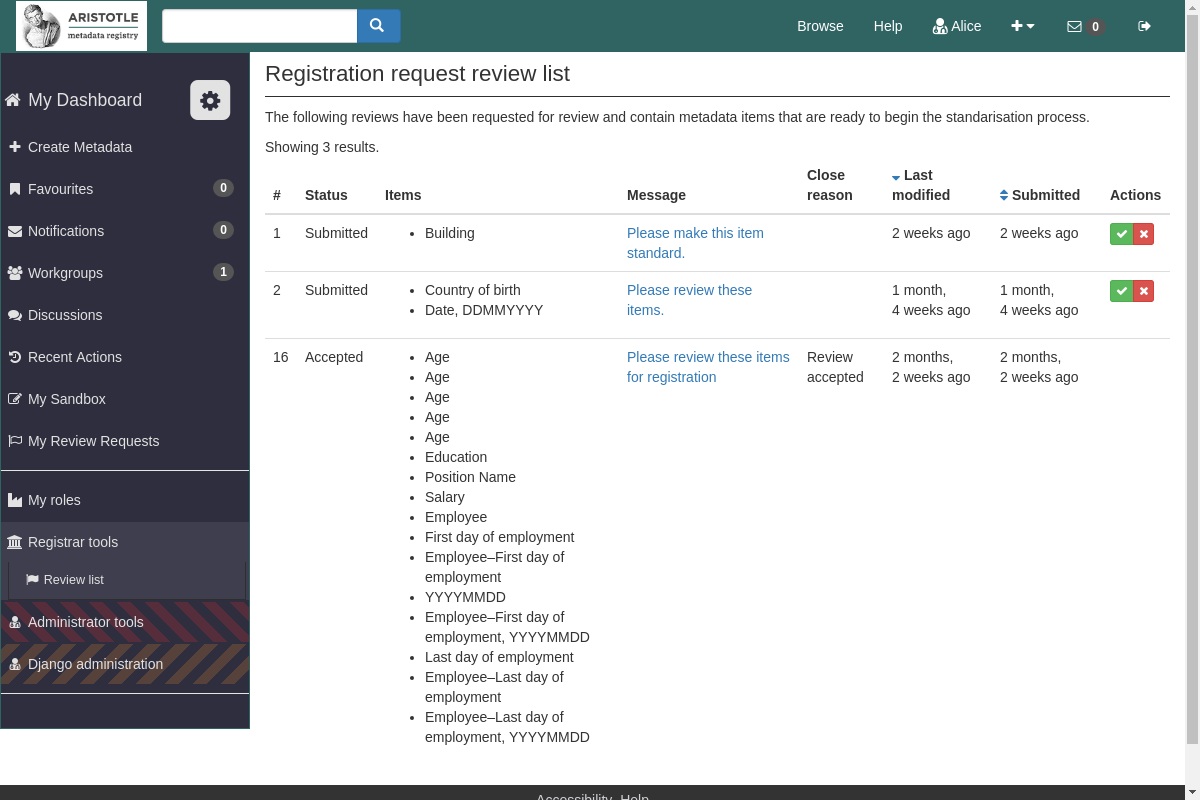 ARISTOTLE
metadata registry
Browse
Help
Alice
0
My Dashboard
Create Metadata
Favourites 0
Notifications 0
Workgroups 1
Discussions
Recent Actions
My Sandbox
My Review Requests
My roles
Registrar tools
Review list
Administrator tools
Django administration
Registration request review list
The following reviews have been requested for review and contain metadata items that are ready to begin the standarisation process.
Showing 3 results.
# Status Items Message Close reason Last modified Submitted Actions
1 Submitted
Building
Please make this item
standard.
2 weeks ago
2 weeks ago
2 Submitted
Country of birth
Date, DDMMYYYY
Please review these
items.
1 month,
4 weeks ago
1 month,
4 weeks ago
16 Accepted
Age
Age
Age
Age
Age
Education
Position Name
Salary
Employee
First day of employment
Employee–First day of
employment
YYYYMMDD
Employee–First day of
employment, YYYYMMDD
Last day of employment
Employee–Last day of
employment
Employee–Last day of
employment, YYYYMMDD
Please review these items
for registration
Review
accepted
2 months,
2 weeks ago
2 months,
2 weeks ago
Accessibility Help